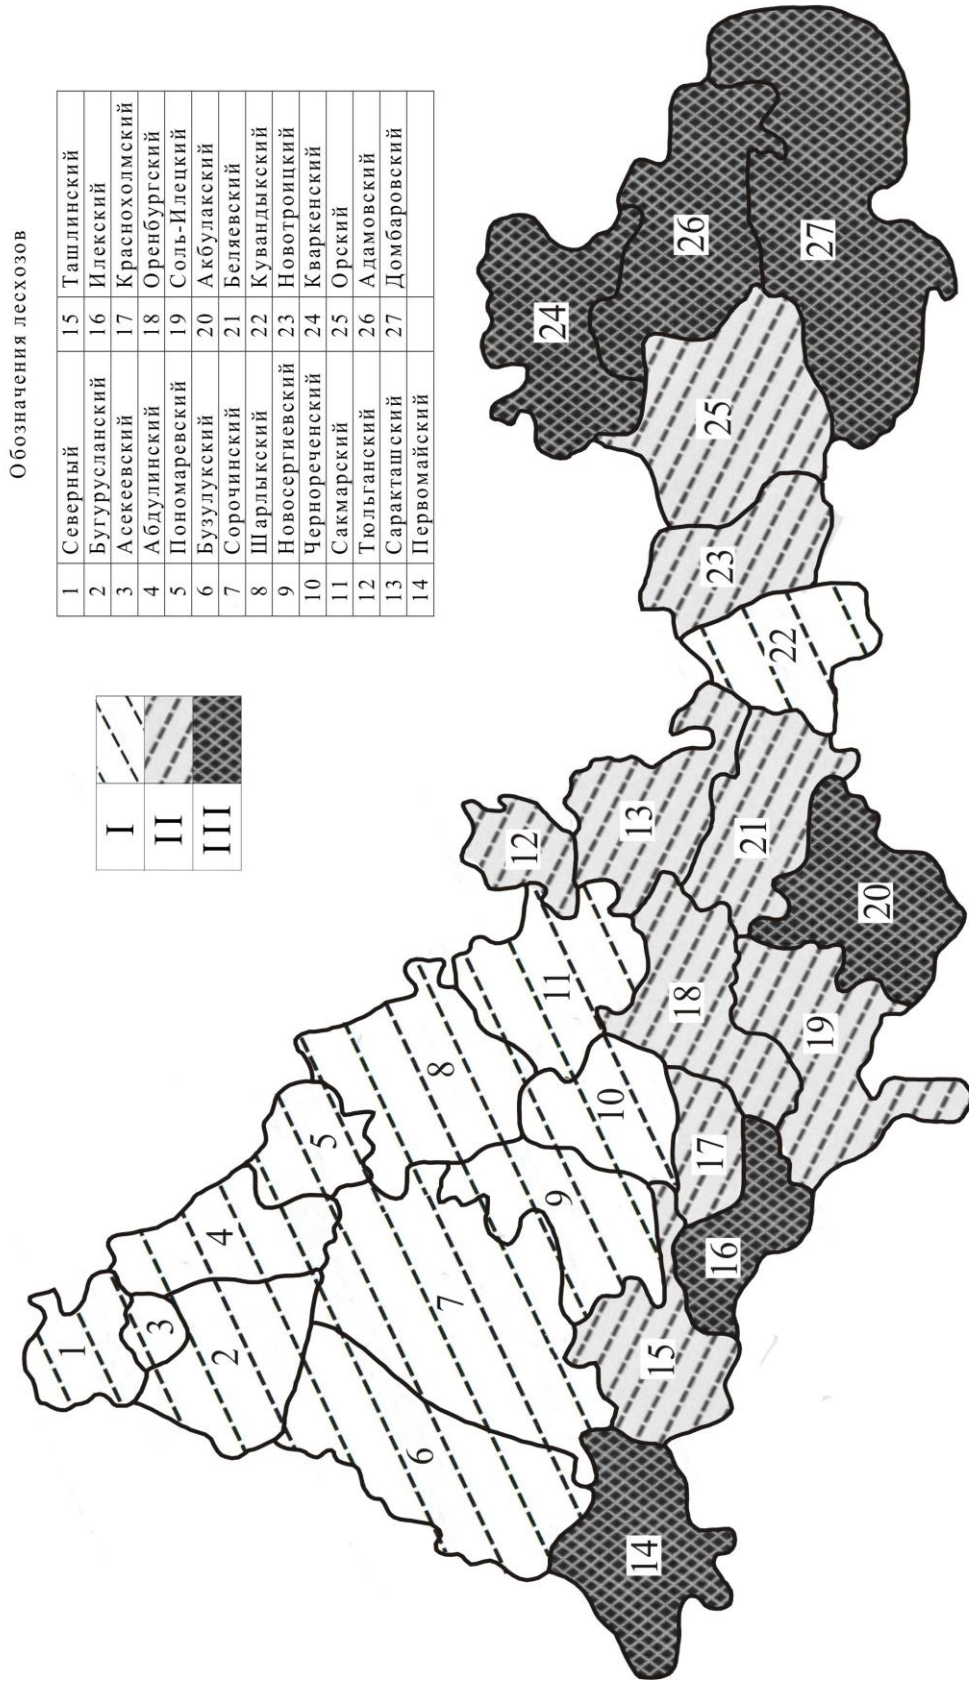 Обозначения лесхозов
1 Северный 15 Ташлинский
2 Бугурусланский 16 Илекский
3 Асекеевский 17 Краснохолмский
4 Абдулинский 18 Оренбургский
5 Пономаревский 19 Соль-Илецкий
6 Бузулукский 20 Акбулакский
7 Сорочинский 21 Беляевский
8 Шарлыкский 22 Кувандыкский
9 Новосергиевский 23 Новотроицкий
10 Чернореченский 24 Кваркенский
11 Сакмарский 25 Орский
12 Тюльганский 26 Адамовский
13 Саракташский 27 Домбаровский
14 Первомайский
I
II
III
1
2
3
4
5
6
7
8
9
10
11
12
13
14
15
16
17
18
19
20
21
22
23
24
25
26
27